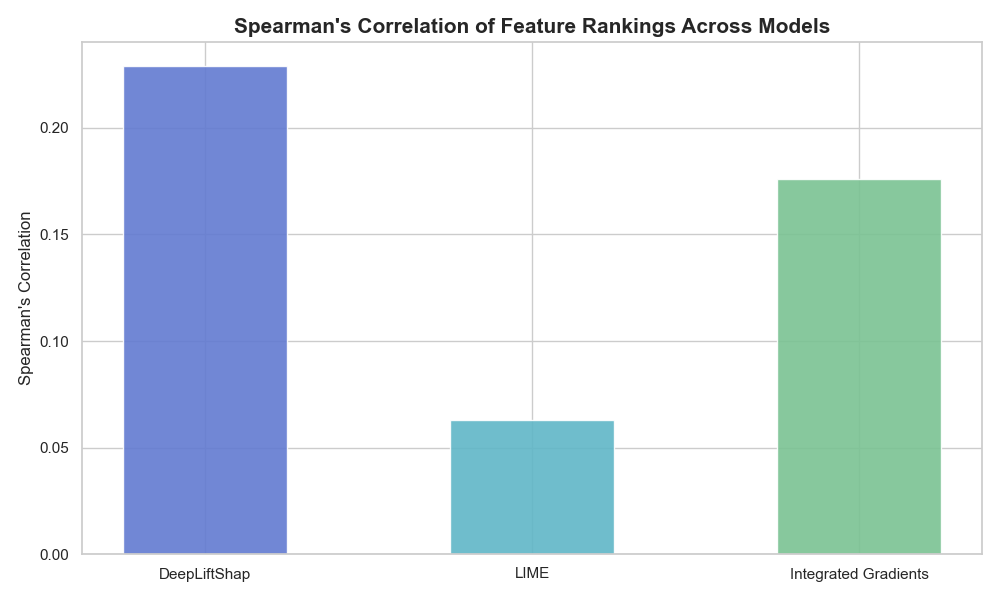 Spearman's Correlation of Feature Rankings Across Models
Spearman's Correlation
0.20
0.15
0.10
0.05
0.00
DeepLiftShap
LIME
Integrated Gradients